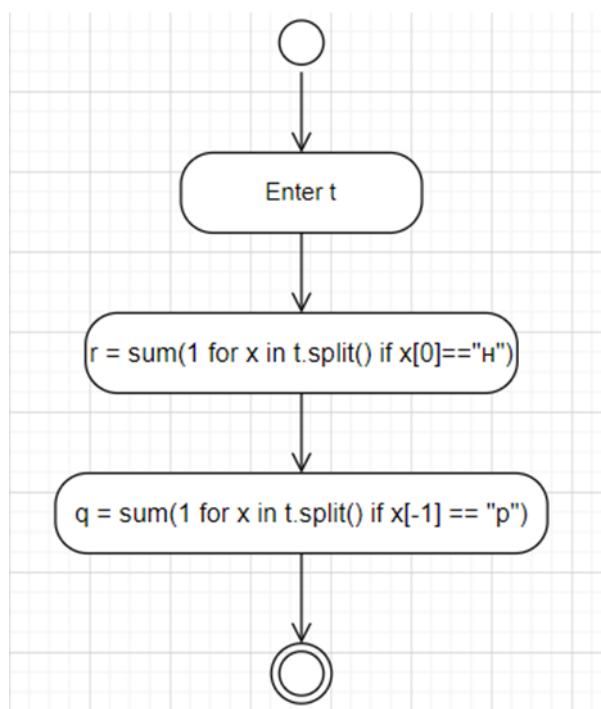 Enter t
r = sum(1 for x in t.split() if x[0]=="н")
q = sum(1 for x in t.split() if x[-1] == "р")